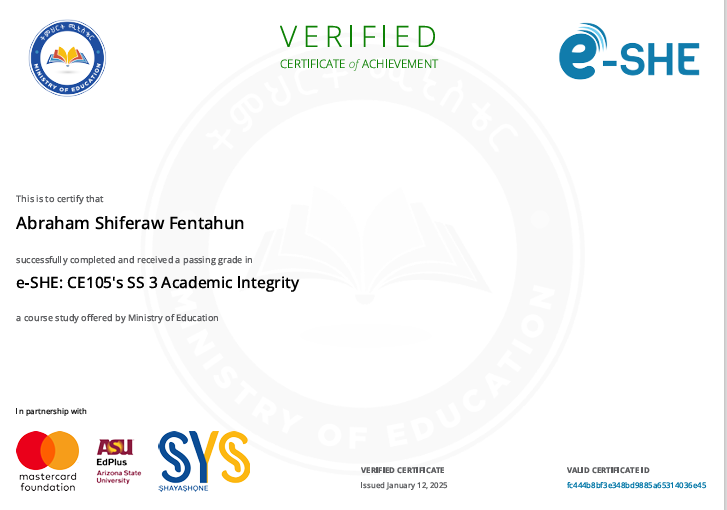 ትምህርት ሚኒስቴር
MINISTRY OF EDUCATION
VERIFIED
CERTIFICATE of ACHIEVEMENT
e-SHE
This is to certify that
Abraham Shiferaw Fentahun
successfully completed and received a passing grade in
e-SHE: CE105's SS 3 Academic Integrity
a course study offered by Ministry of Education
In partnership with
mastercard
foundation
ASU
EdPlus
Arizona State
University
SYS
SHAYASHONE
VERIFIED CERTIFICATE
Issued January 12, 2025
VALID CERTIFICATE ID
fc444b8bf3e348bd9885a65314036e45